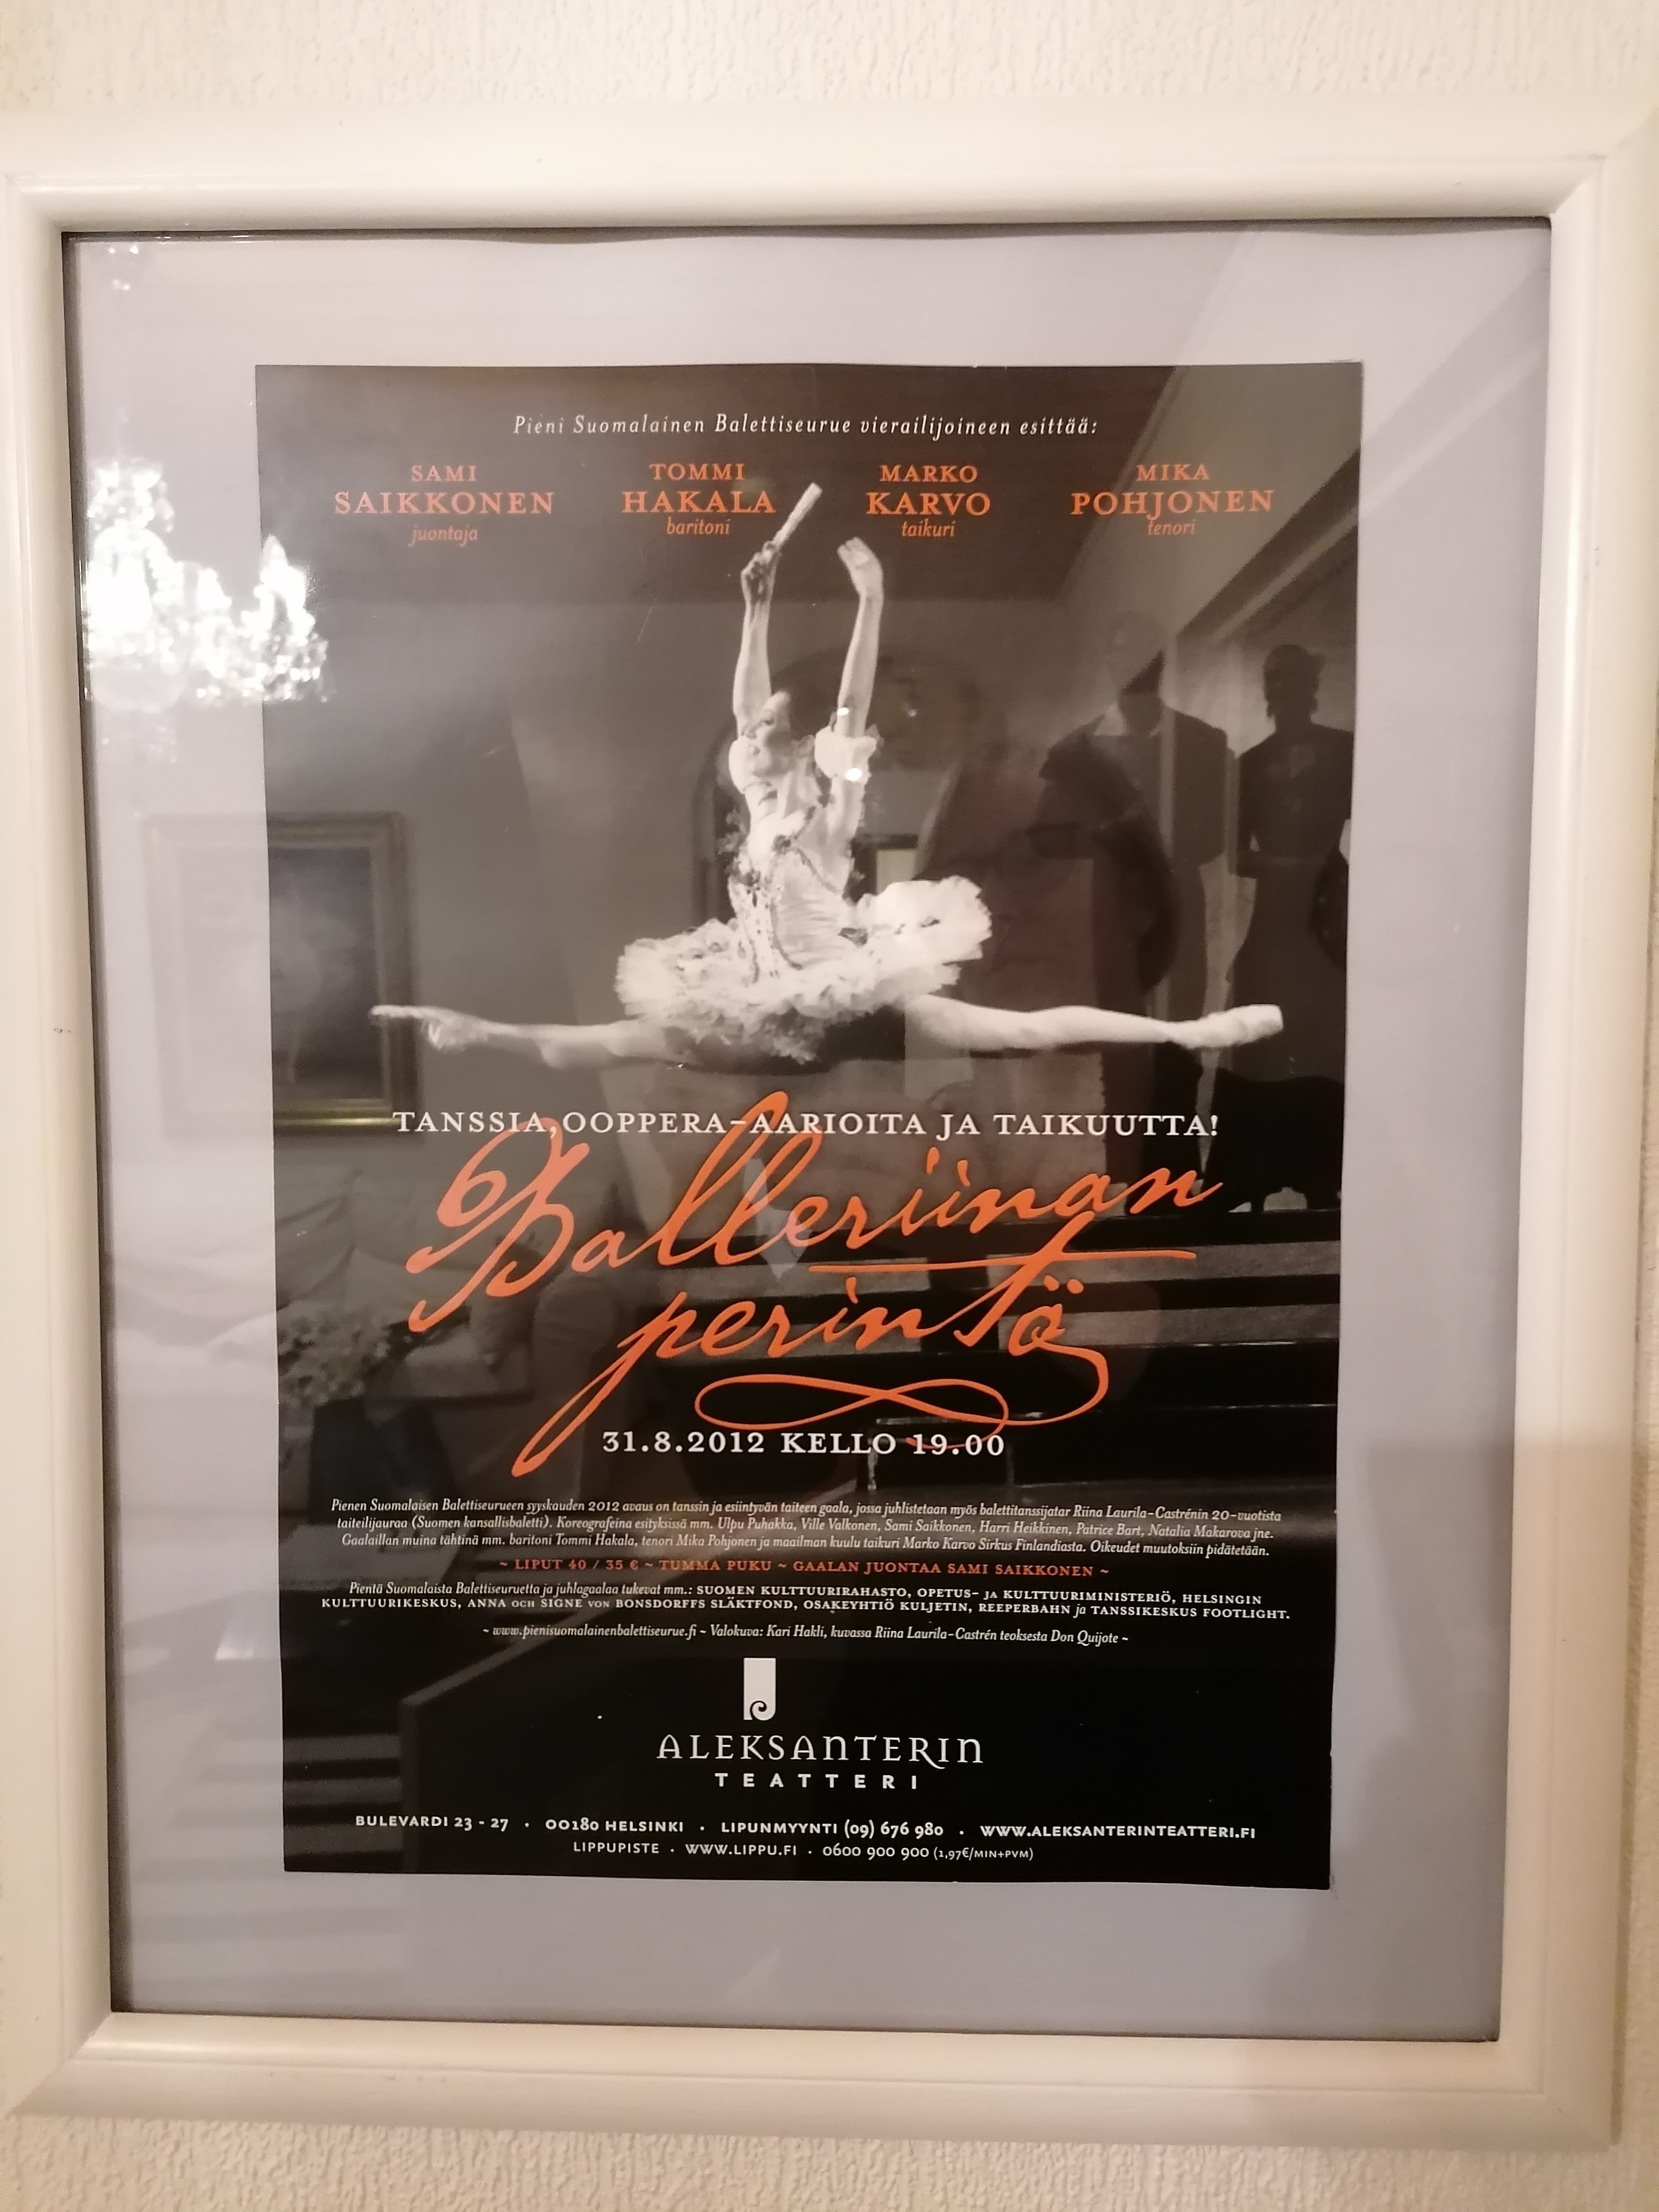 Pieni Suomalainen Balettiseurue vierailijoineen esittää:
SAMI
SAIKKONEN
juontaja
TOMMI
HAKALA
baritoni
MARKO
KARVO
taikuri
MIKA
POHJONEN
tenori
TANSSIA, OOPPERA-AARIOITA JA TAIKUUTTA!
Balleriinan
perintö
31.8.2012 KELLO 19.00
Pienen Suomalaisen Balettiseurueen syyskauden 2012 avaus on tanssin ja esiintyvän taiteen gaala, jossa juhlistetaan myös balettitanssijatar Riina Laurila-Castrénin 20-vuotista
taiteilijauraa (Suomen kansallisbaletti). Koreografeina esityksissä mm. Ulpu Puhakka, Ville Valkonen, Sami Saikkonen, Harri Heikkinen, Patrice Bart, Natalia Makarova jne.
Gaalaillan muina tähtinä mm. baritoni Tommi Hakala, tenori Mika Pohjonen ja maailman kuulu taikuri Marko Karvo Sirkus Finlandiasta. Oikeudet muutoksiin pidätetään.
~ LIPUT 40 / 35 € ~ TUMMA PUKU ~ GAALAN JUONTAA SAMI SAIKKONEN ~
Pientä Suomalaista Balettiseuruetta ja juhlagaalaa tukevat mm.: SUOMEN KULTTUURIRAHASTO, OPETUS- JA KULTTUURIMINISTERIÖ, HELSINGIN
KULTTUURIKESKUS, ANNA OCH SIGNE VON BONSDORFFS SLÄKTFOND, OSAKEYHTIÖ KULJETIN, REEPERBAHN ja TANSSIKESKUS FOOTLIGHT.
~ www.pienisuomalainenbalettiseurue.fi ~ Valokuva: Kari Hakli, kuvassa Riina Laurila-Castrén teoksesta Don Quijote ~
ALEKSANTERIN
TEATTERI
BULEVARDI 23 - 27 • 00180 HELSINKI • LIPUNMYYNTI (09) 676 980 • WWW.ALEKSANTERINTEATTERI.FI
LIPPUPISTE • WWW.LIPPU.FI • 0600 900 900 (1,97€/MIN+PVM)